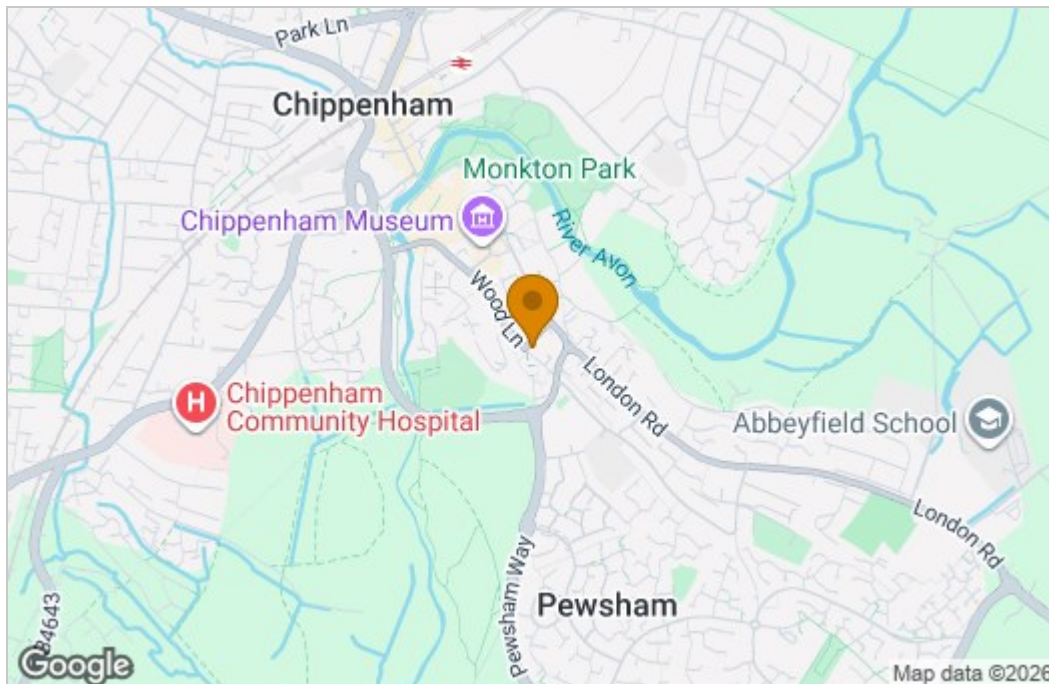 Park Ln
Chippenham
Monkton Park
Chippenham Museum
River Avon
Wood Ln
London Rd
H
Chippenham
Community Hospital
Abbeyfield School
London Rd
Pewsham Way
Pewsham
B4643
Google
Map data ©2026